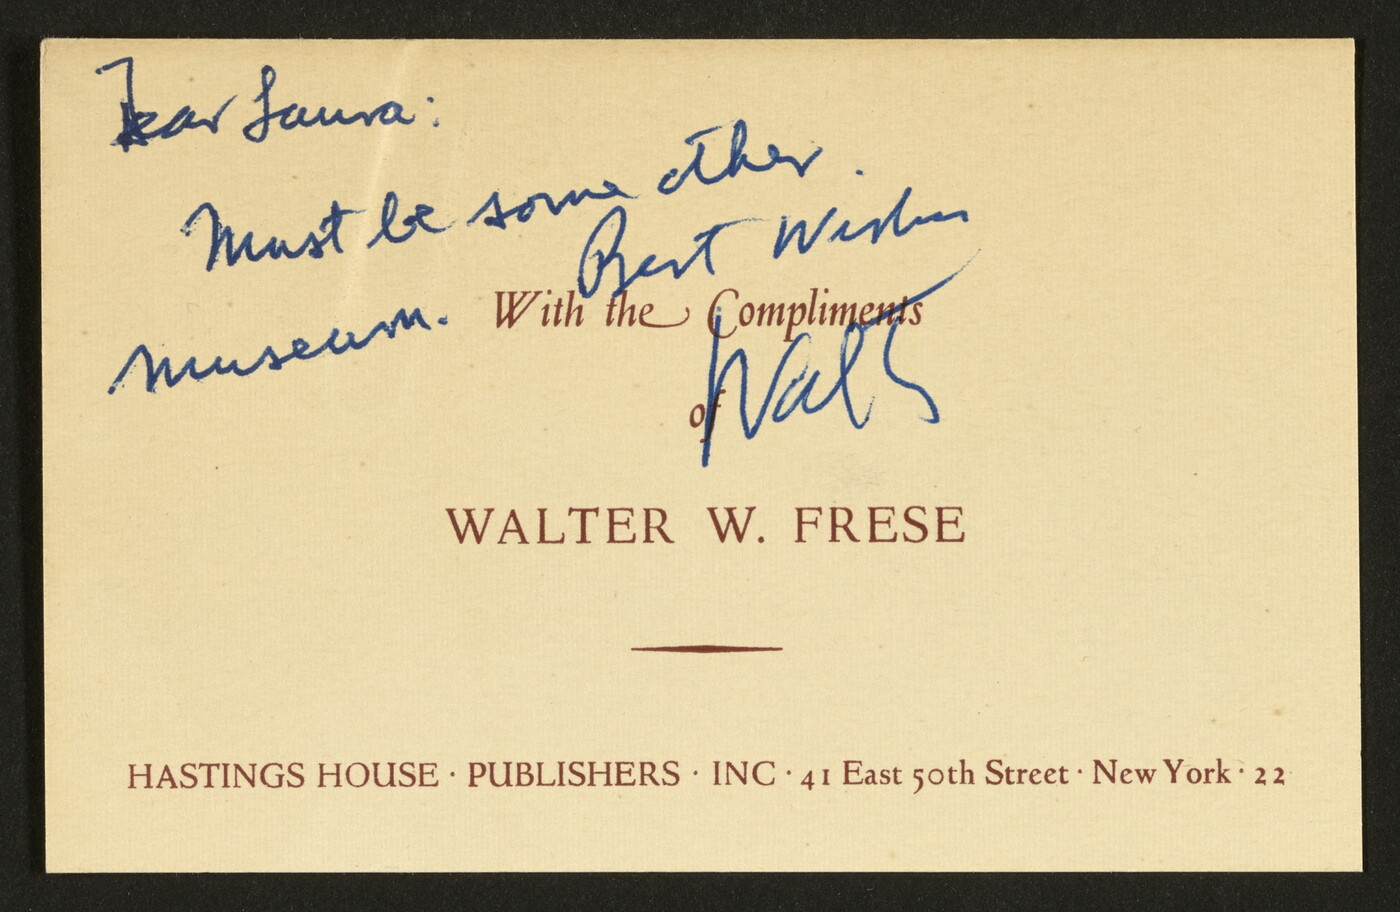 Dear Laura:
Must be some other
museum.
Best Wishes
Walt
With the Compliments
of
WALTER W. FRESE
HASTINGS HOUSE · PUBLISHERS · INC · 41 East 50th Street · New York · 22